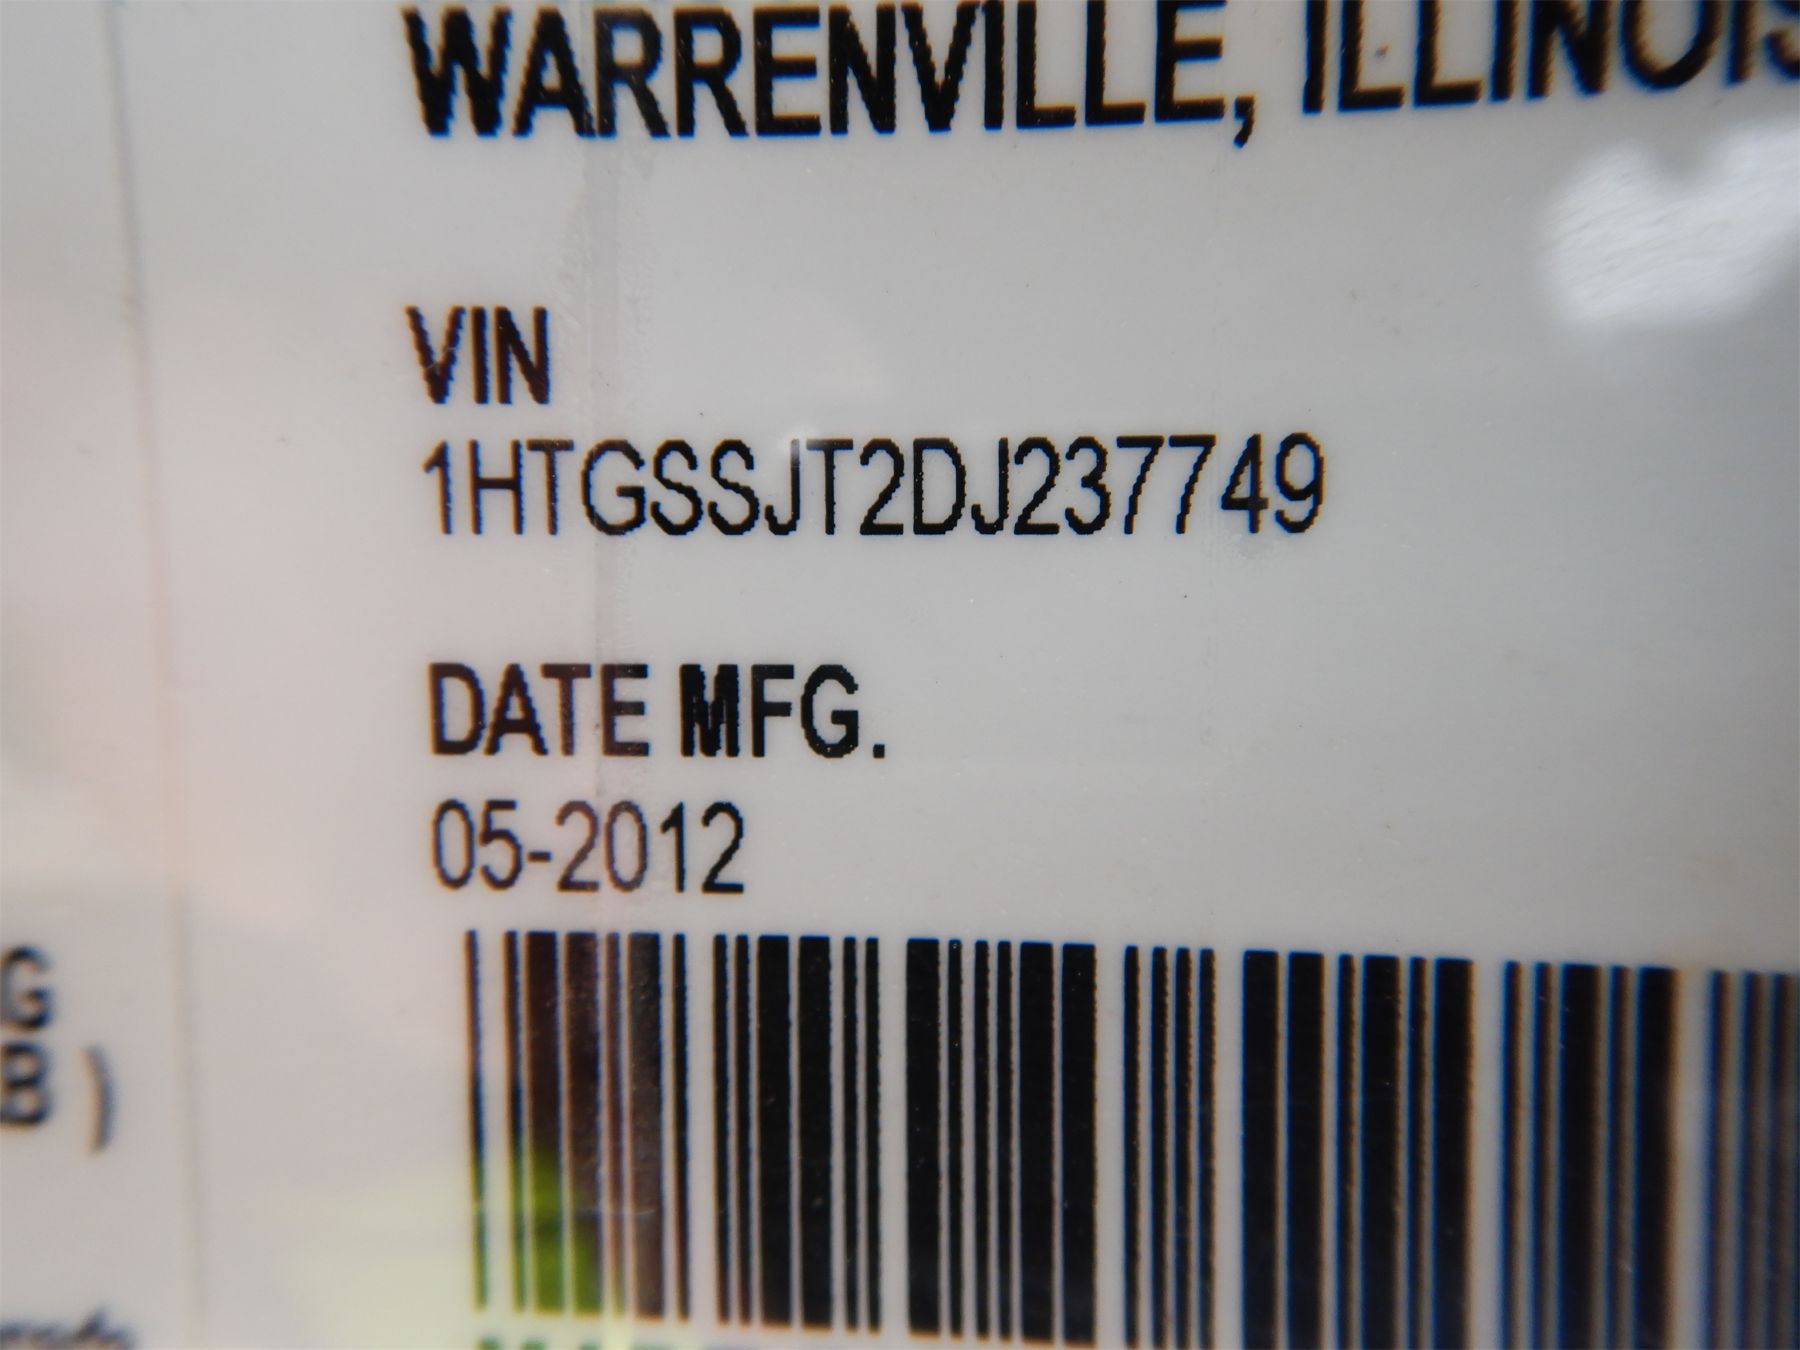 WARRENVILLE, ILLINOIS
VIN
1HTGSSJT2DJ237749
DATE MFG.
05-2012
G
B)